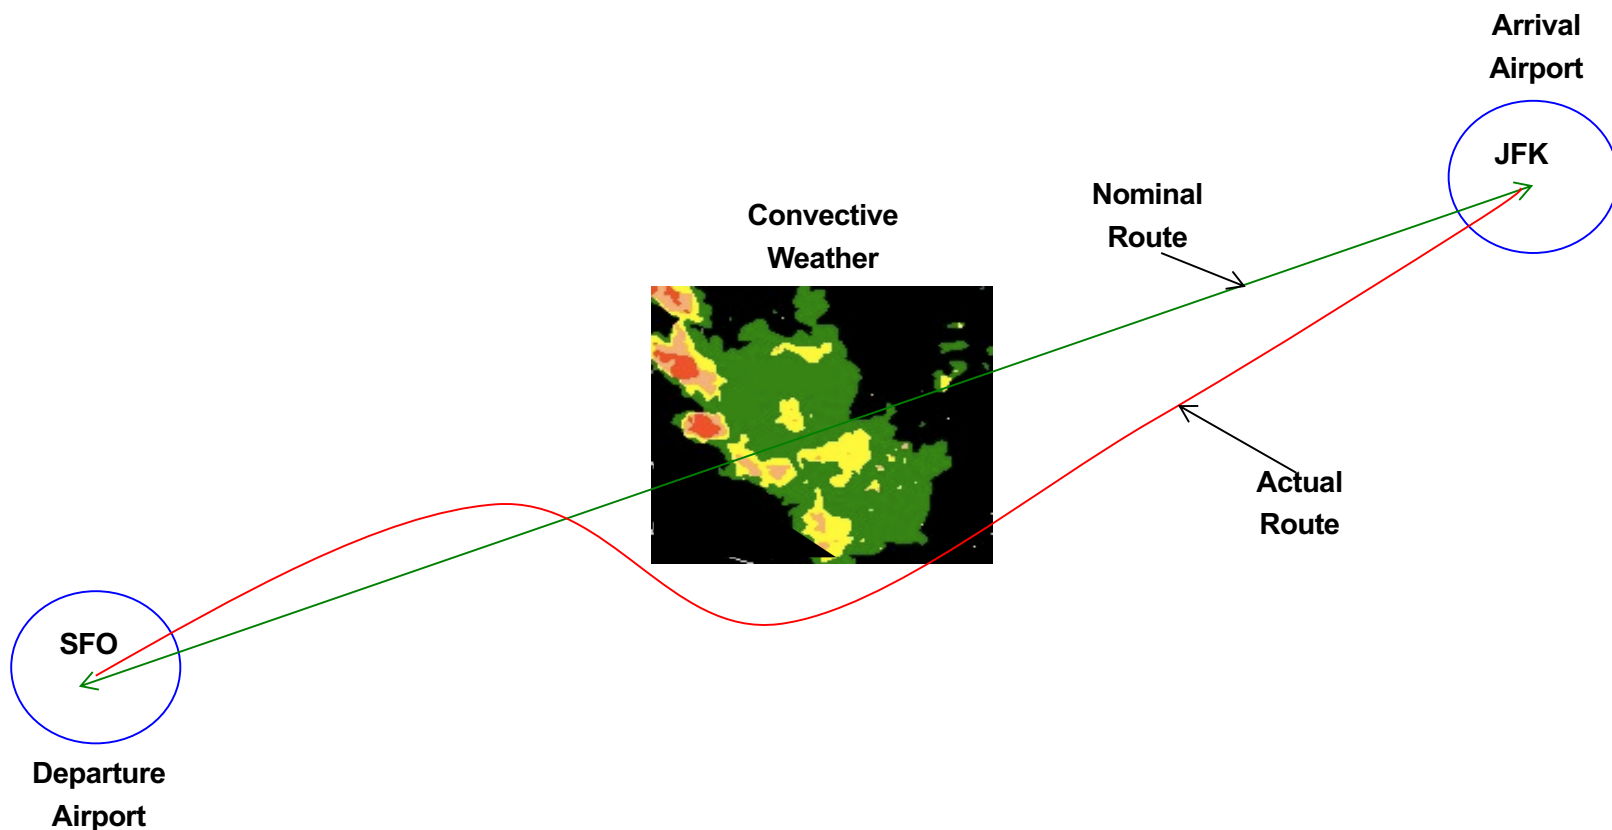 Arrival
Airport
JFK
Nominal
Route
Convective
Weather
Actual
Route
SFO
Departure
Airport